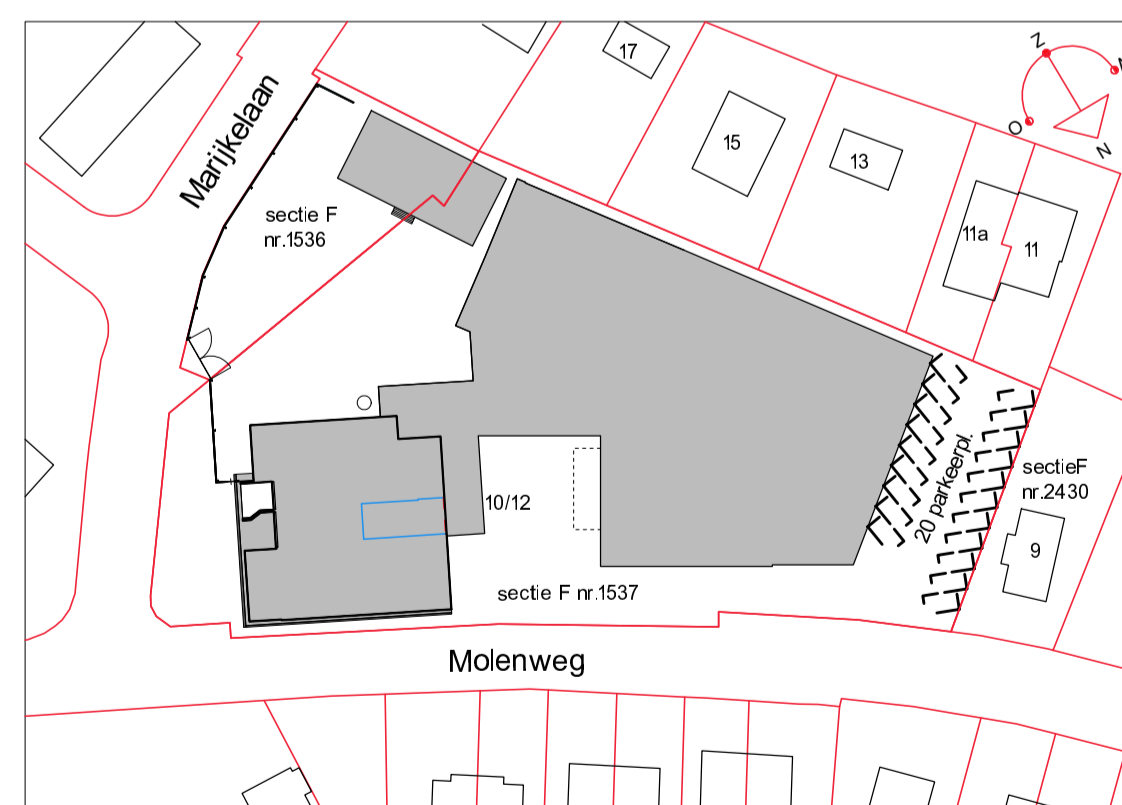 17
Z
O
N
15
13
Marijkelaan
sectie F
nr.1536
11a
11
20 parkeerpl.
sectieF
nr.2430
10/12
9
sectie F nr.1537
Molenweg